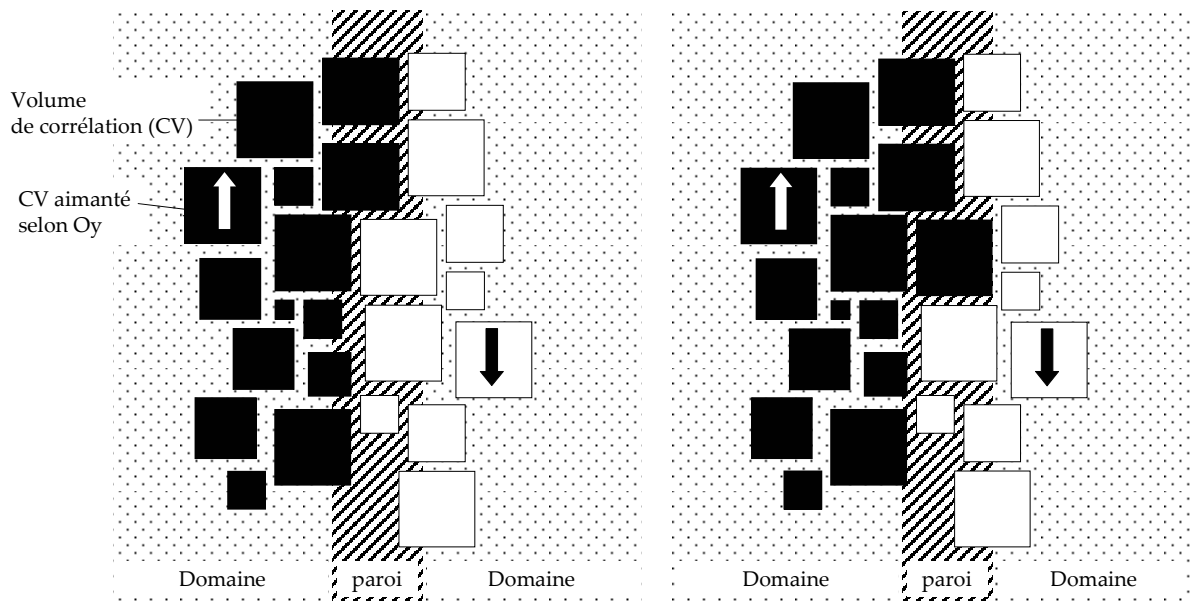 Volume
de corrélation (CV)
CV aimanté
selon Oy
Domaine
paroi
Domaine
Domaine
paroi
Domaine